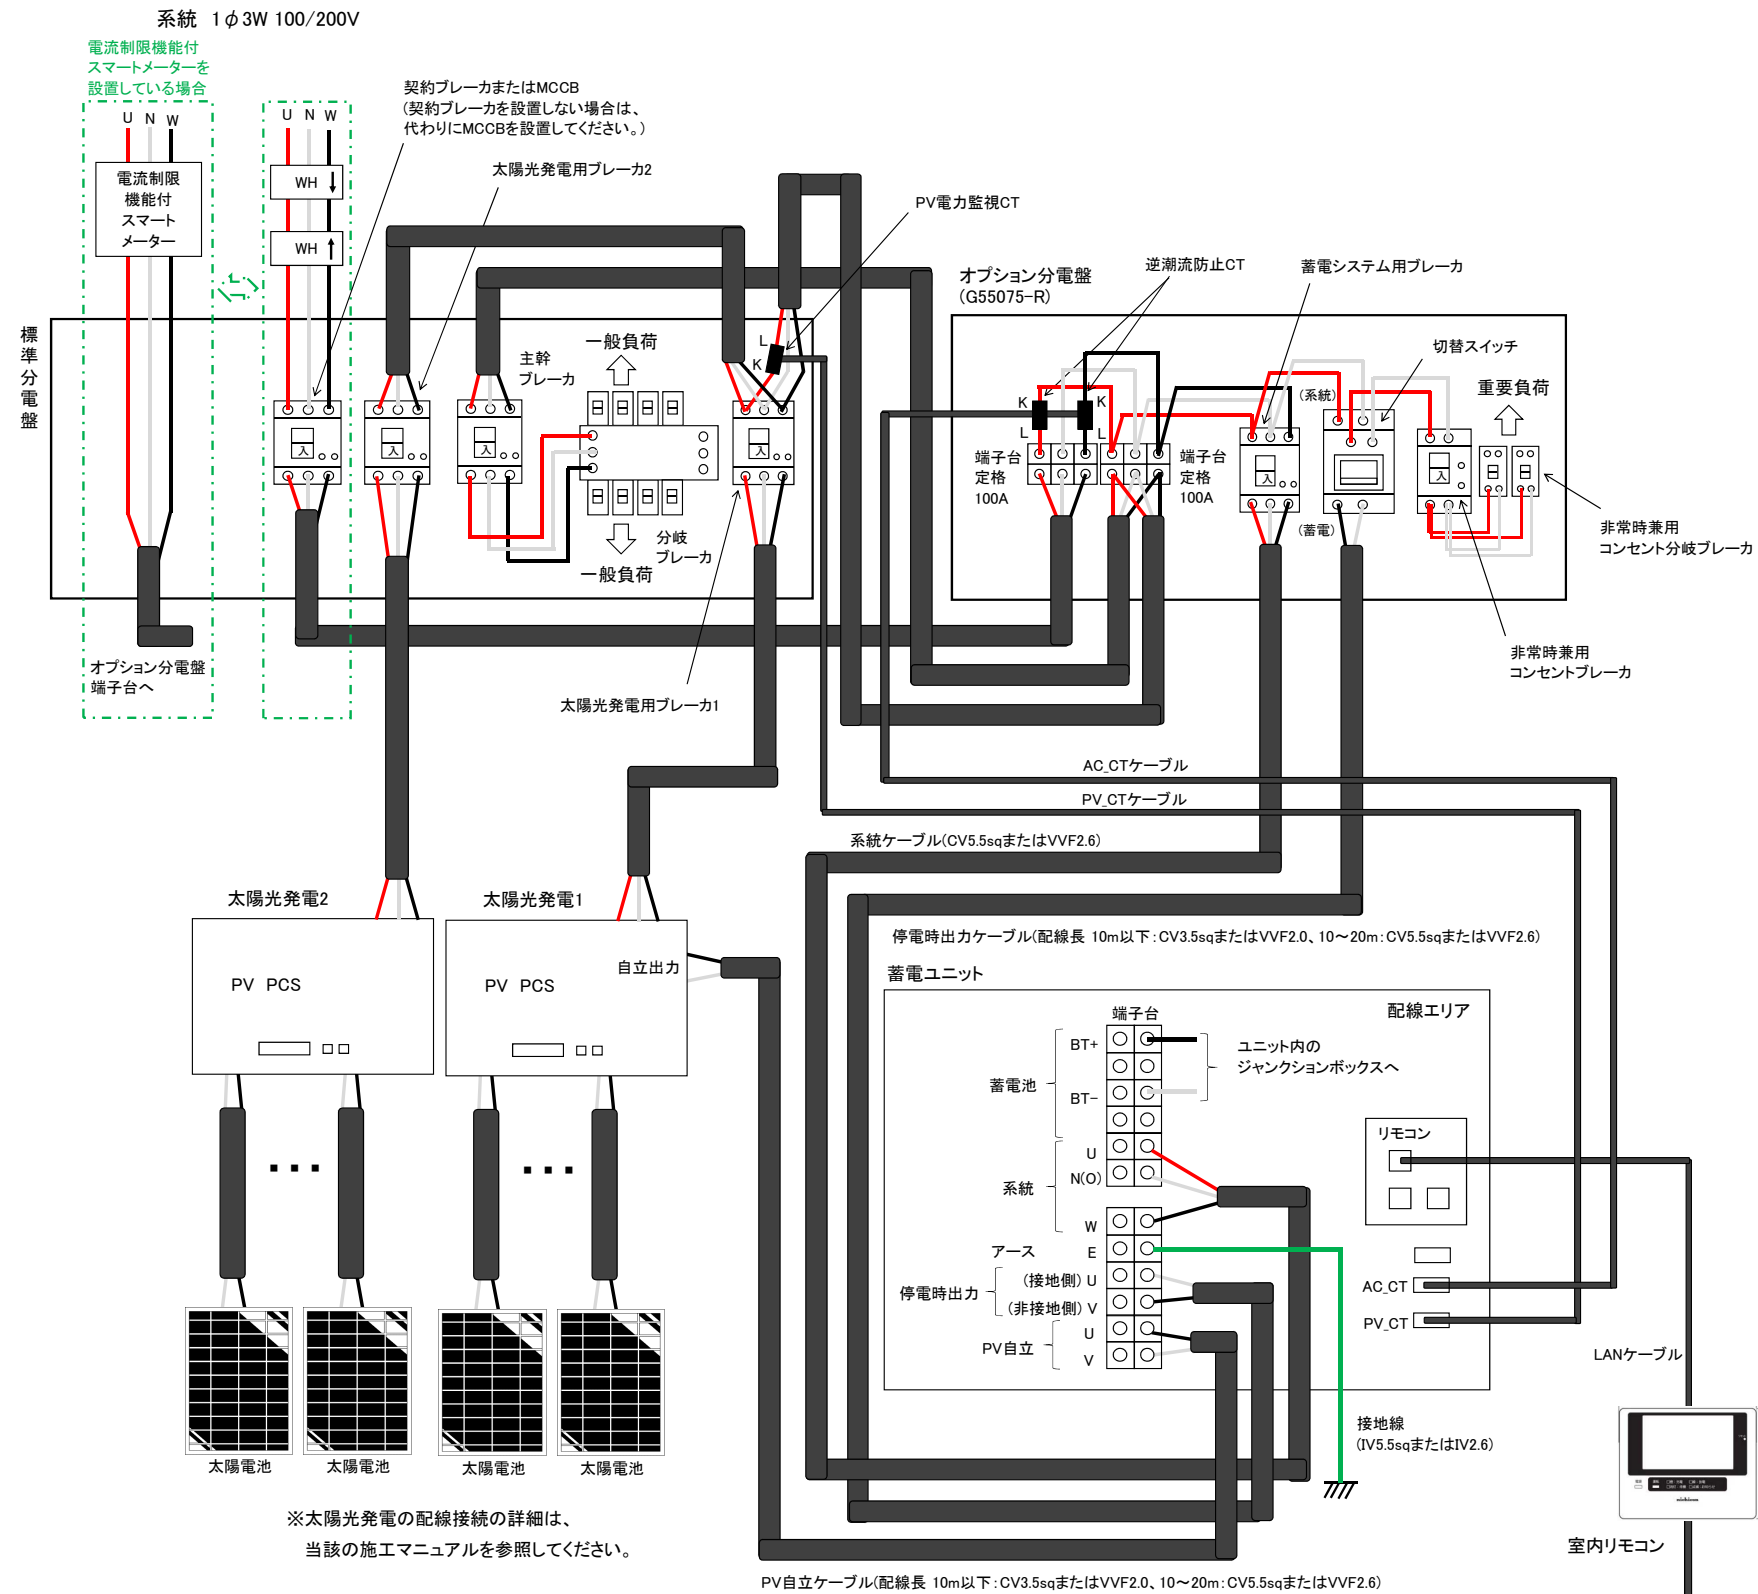 系統 1φ3W 100/200V
電流制限機能付
スマートメーターを
設置している場合
U N W
U N W
電流制限
機能付
スマート
メーター
WH
WH
契約ブレーカまたはMCCB
(契約ブレーカを設置しない場合は、
代わりにMCCBを設置してください。)
太陽光発電用ブレーカ2
PV電力監視CT
逆潮流防止CT
蓄電システム用ブレーカ
オプション分電盤
(G55075-R)
標準分電盤
主幹
ブレーカ
一般負荷
L
K
入
入
入
入
分岐
ブレーカ
一般負荷
切替スイッチ
重要負荷
(系統)
K
K
L
L
端子台
定格
100A
端子台
定格
100A
入
入
(蓄電)
非常時兼用
コンセント分岐ブレーカ
非常時兼用
コンセントブレーカ
オプション分電盤
端子台へ
太陽光発電用ブレーカ1
AC_CTケーブル
PV_CTケーブル
系統ケーブル(CV5.5sqまたはVVF2.6)
太陽光発電2
太陽光発電1
停電時出力ケーブル(配線長 10m以下:CV3.5sqまたはVVF2.0、10~20m:CV5.5sqまたはVVF2.6)
PV PCS
PV PCS
自立出力
蓄電ユニット
配線エリア
端子台
BT+
蓄電池
BT-
ユニット内の
ジャンクションボックスへ
リモコン
U
N(O)
系統
W
アース E
(接地側) U
停電時出力
(非接地側) V
U
PV自立
V
AC_CT
PV_CT
LANケーブル
接地線
(IV5.5sqまたはIV2.6)
太陽電池
太陽電池
太陽電池
太陽電池
nichicon
室内リモコン
※太陽光発電の配線接続の詳細は、
当該の施工マニュアルを参照してください。
PV自立ケーブル(配線長 10m以下:CV3.5sqまたはVVF2.0、10~20m:CV5.5sqまたはVVF2.6)